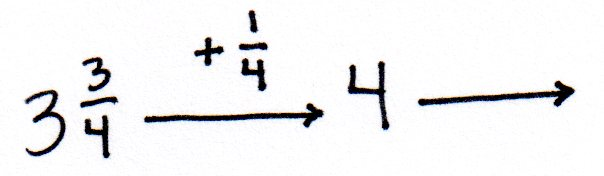 3 3/4 + 1/4 → 4 →